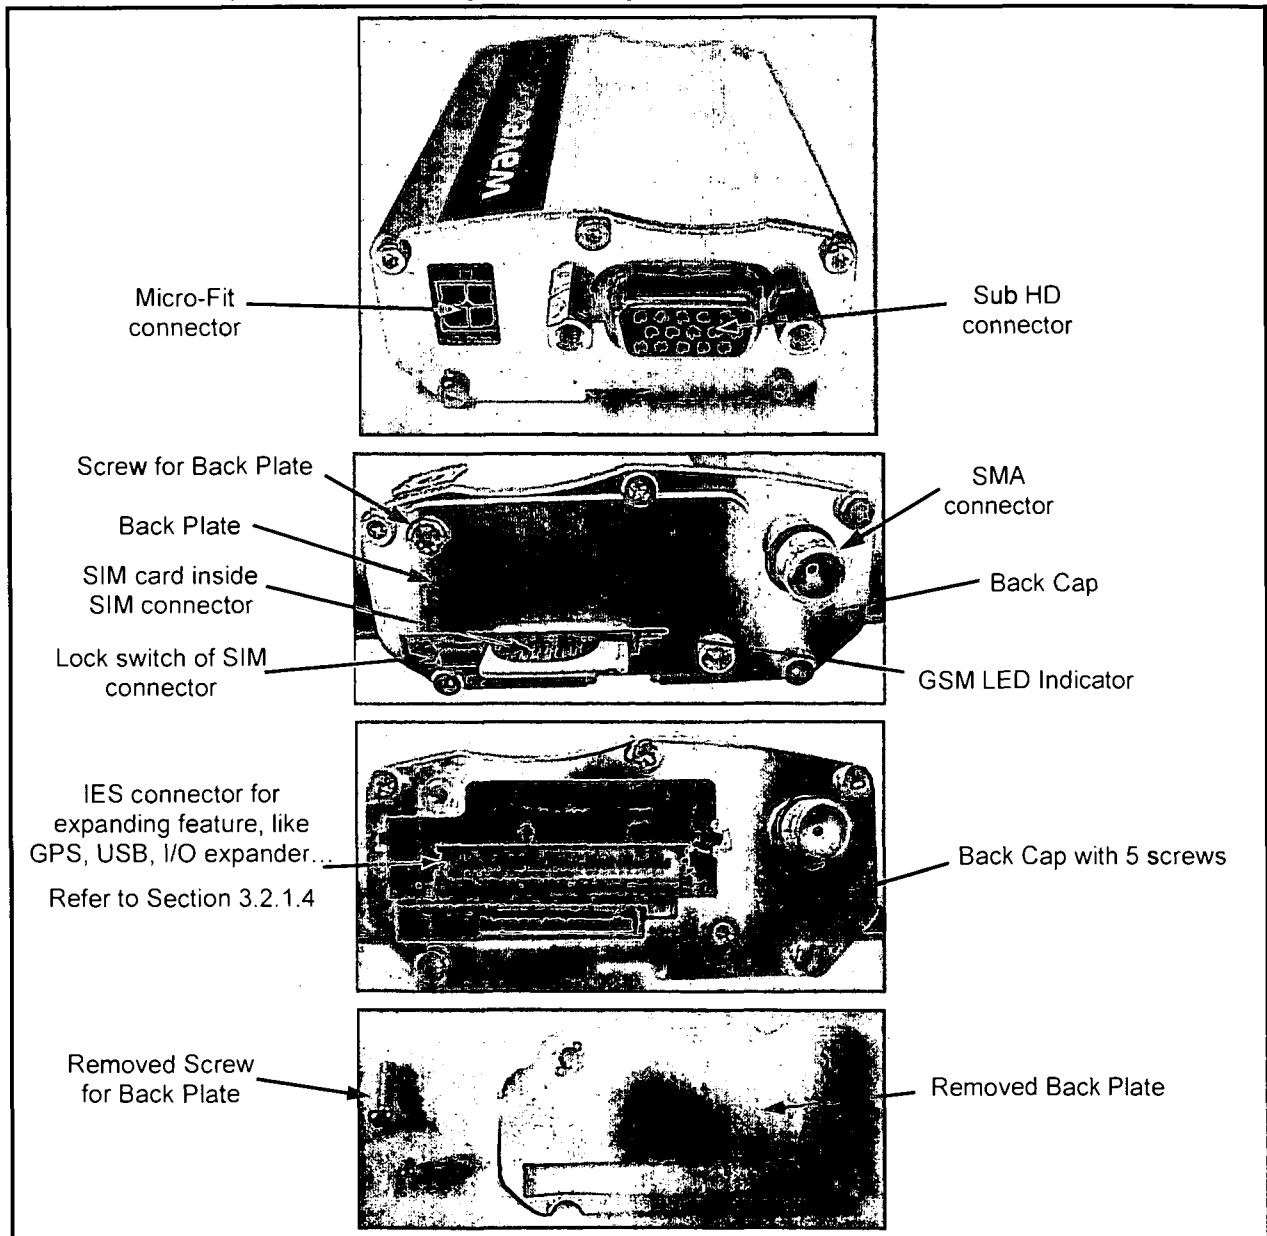 wave
Micro-Fit
connector
Sub HD
connector
Screw for Back Plate
Back Plate
SIM card inside
SIM connector
Lock switch of SIM
connector
SMA
connector
Back Cap
GSM LED Indicator
IES connector for
expanding feature, like
GPS, USB, I/O expander...
Refer to Section 3.2.1.4
Back Cap with 5 screws
Removed Screw
for Back Plate
Removed Back Plate